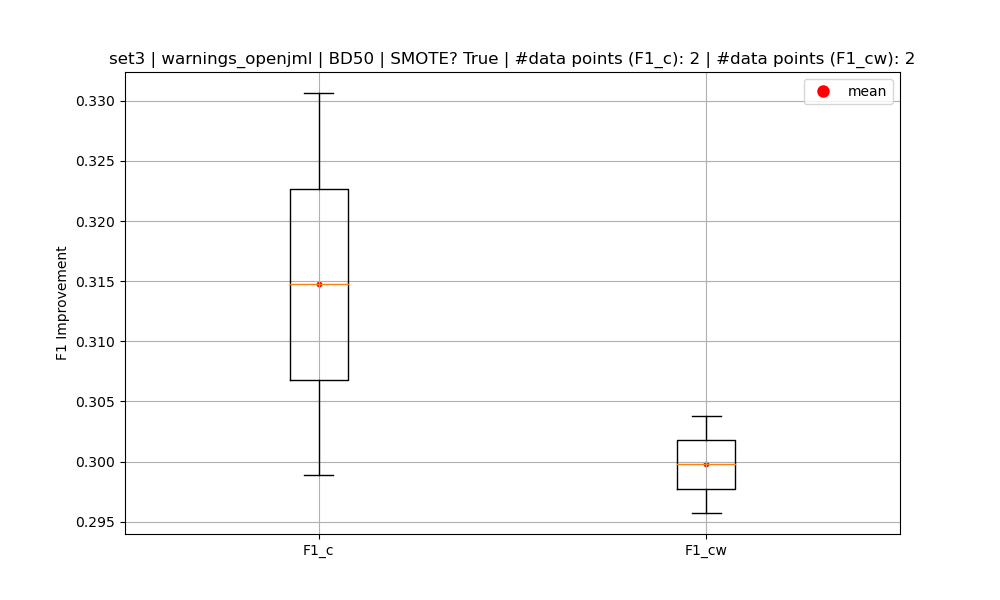 set3 | warnings_openjml | BD50 | SMOTE? True | #data points (F1_c): 2 | #data points (F1_cw): 2
mean
0.330
0.325
0.320
0.315
0.310
0.305
0.300
0.295
F1 Improvement
F1_c
F1_cw